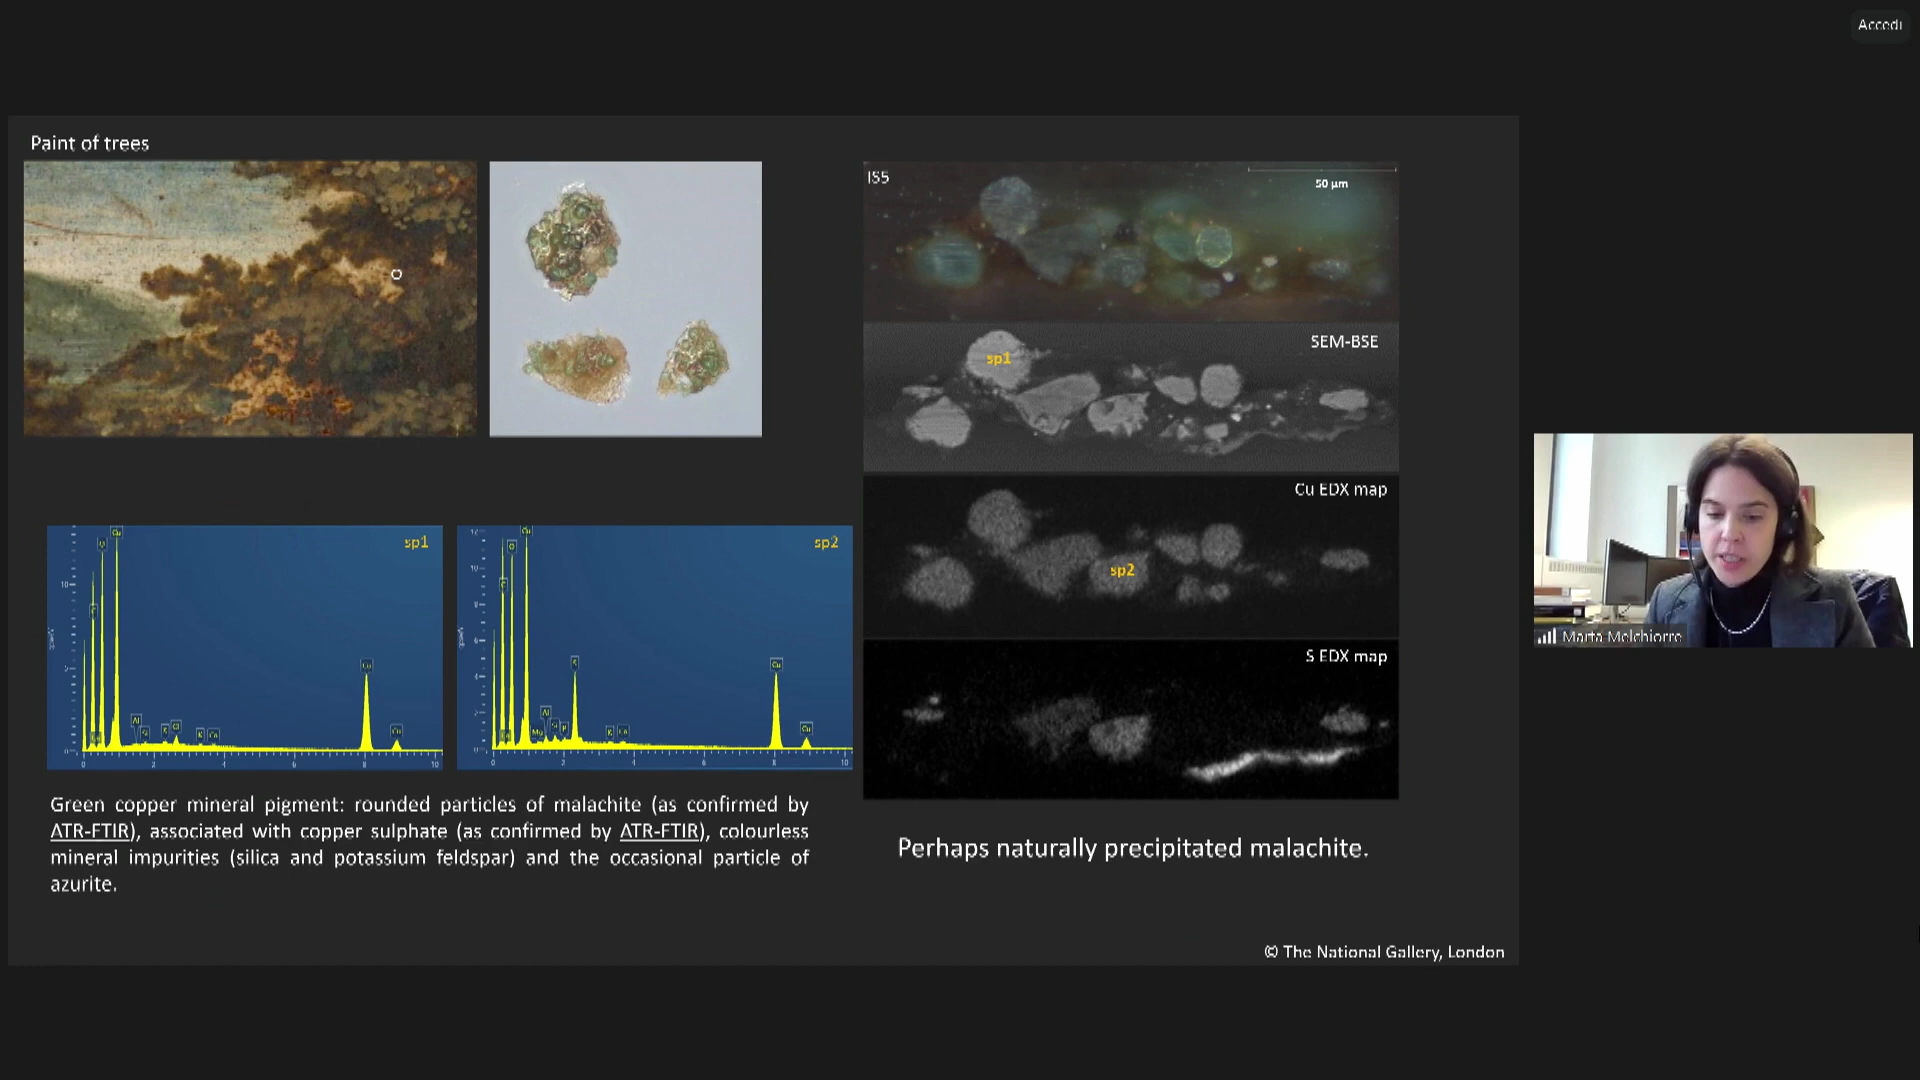 Accedi
Paint of trees
IS5
50 µm
SEM-BSE
sp1
Cu EDX map
sp2
S EDX map
sp1
sp2
Green copper mineral pigment: rounded particles of malachite (as confirmed by
ATR-FTIR), associated with copper sulphate (as confirmed by ATR-FTIR), colourless
mineral impurities (silica and potassium feldspar) and the occasional particle of
azurite.
Perhaps naturally precipitated malachite.
© The National Gallery, London
Marta Melchiorre